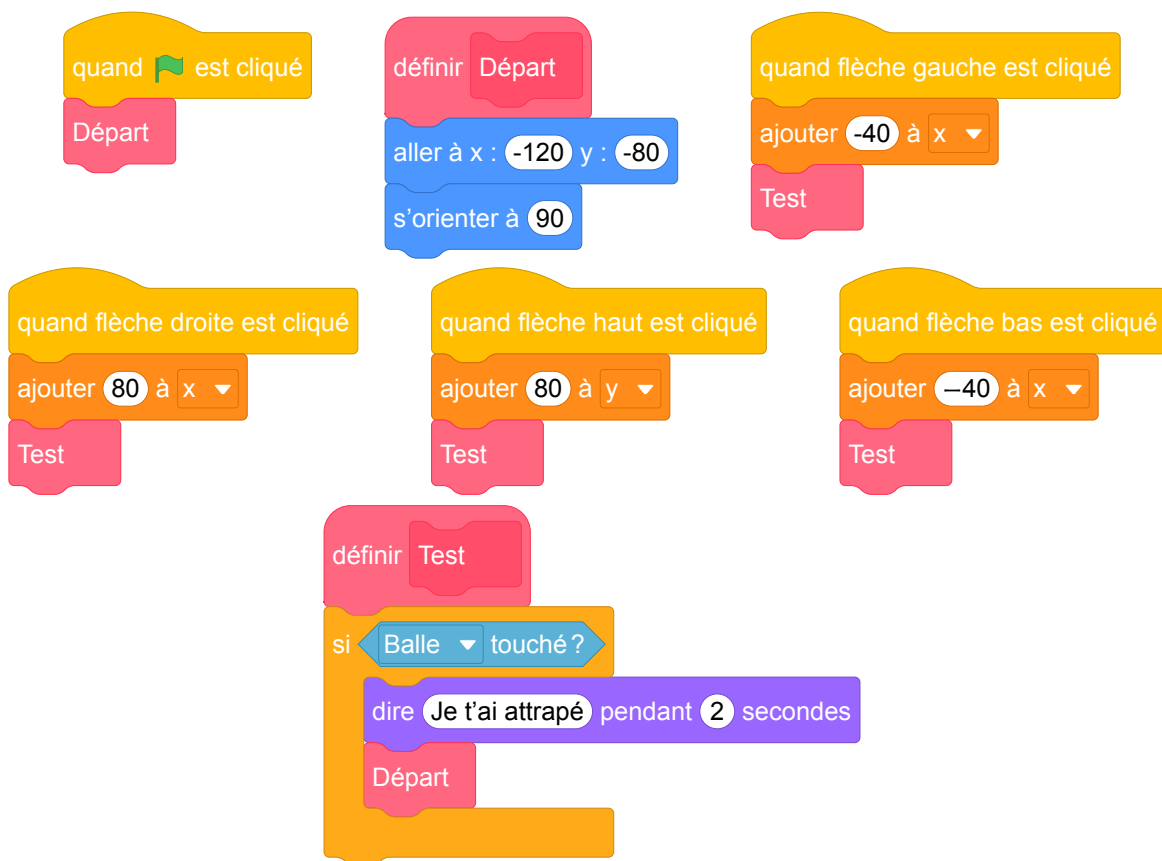 quand est cliqué
Départ
définir Départ
aller à x : -120 y : -80
s'orienter à 90
quand flèche gauche est cliqué
ajouter -40 à x
Test
quand flèche droite est cliqué
ajouter 80 à x
Test
quand flèche haut est cliqué
ajouter 80 à y
Test
quand flèche bas est cliqué
ajouter −40 à x
Test
définir Test
si Balle touché ?
dire Je t'ai attrapé pendant 2 secondes
Départ